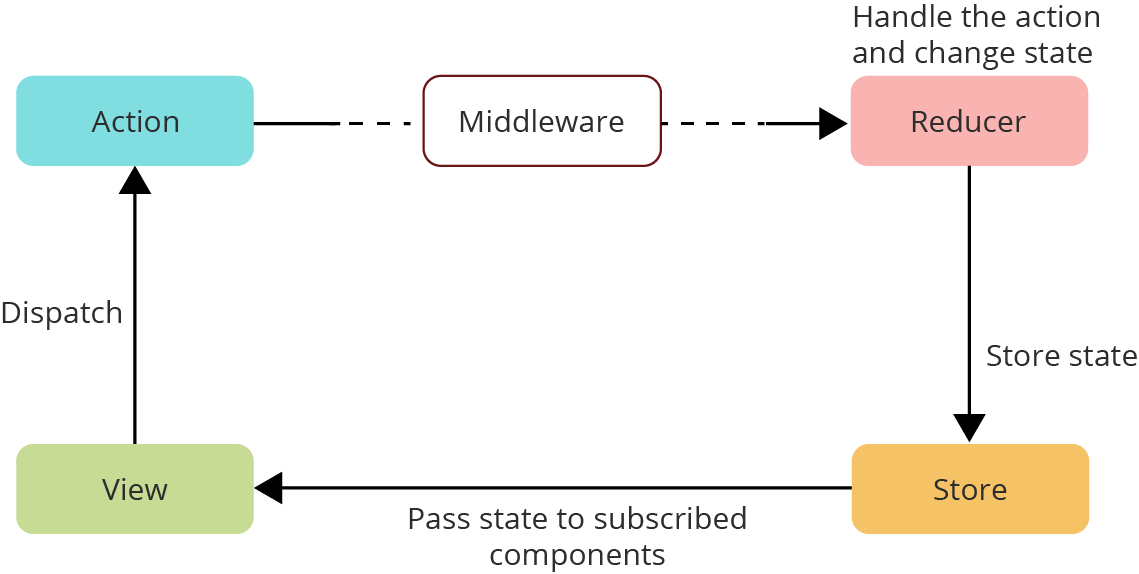 Handle the action
and change state
Action
Middleware
Reducer
Dispatch
Store state
View
Store
Pass state to subscribed
components